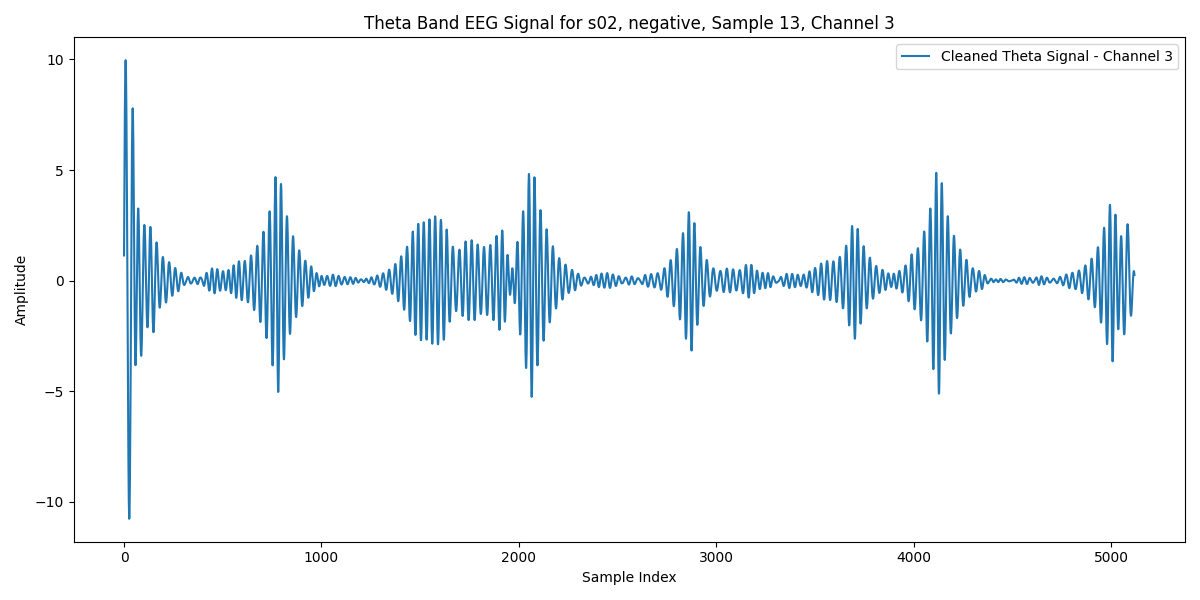 Theta Band EEG Signal for s02, negative, Sample 13, Channel 3
Cleaned Theta Signal - Channel 3
10
5
0
−5
−10
Amplitude
0 1000 2000 3000 4000 5000
Sample Index